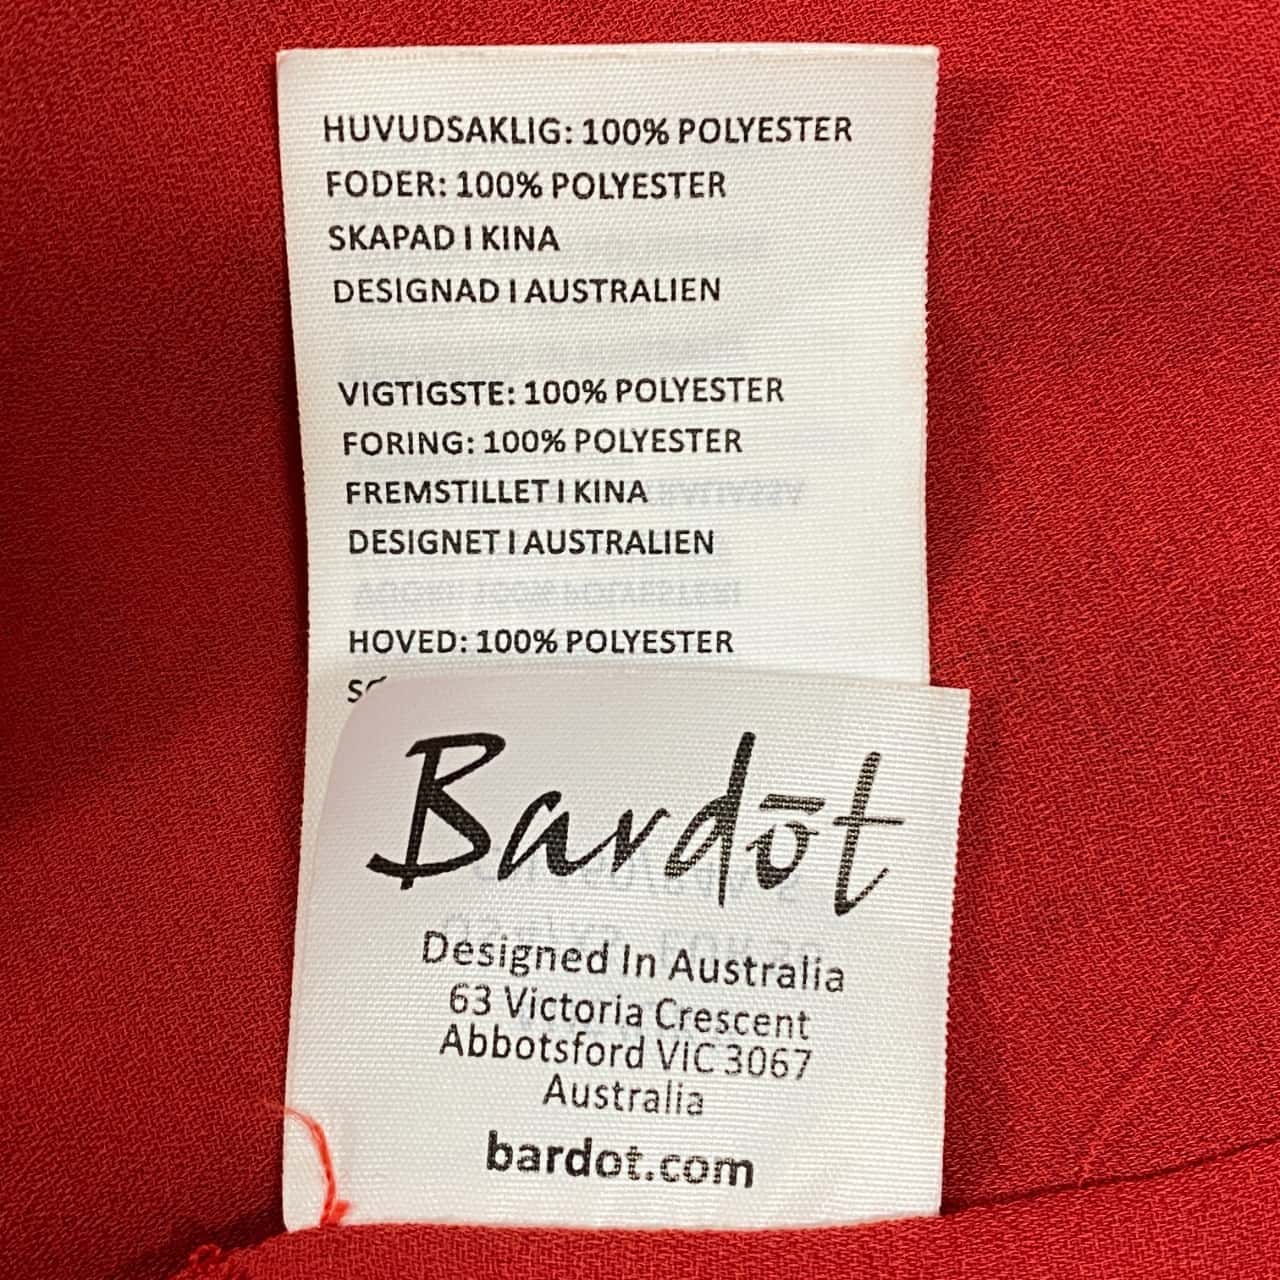 HUVUDSAKLIG: 100% POLYESTER
FODER: 100% POLYESTER
SKAPAD I KINA
DESIGNAD I AUSTRALIEN
VIGTIGSTE: 100% POLYESTER
FORING: 100% POLYESTER
FREMSTILLET I KINA
DESIGNET I AUSTRALIEN
HOVED: 100% POLYESTER
Bardōt
Designed In Australia
63 Victoria Crescent
Abbotsford VIC 3067
Australia
bardot.com